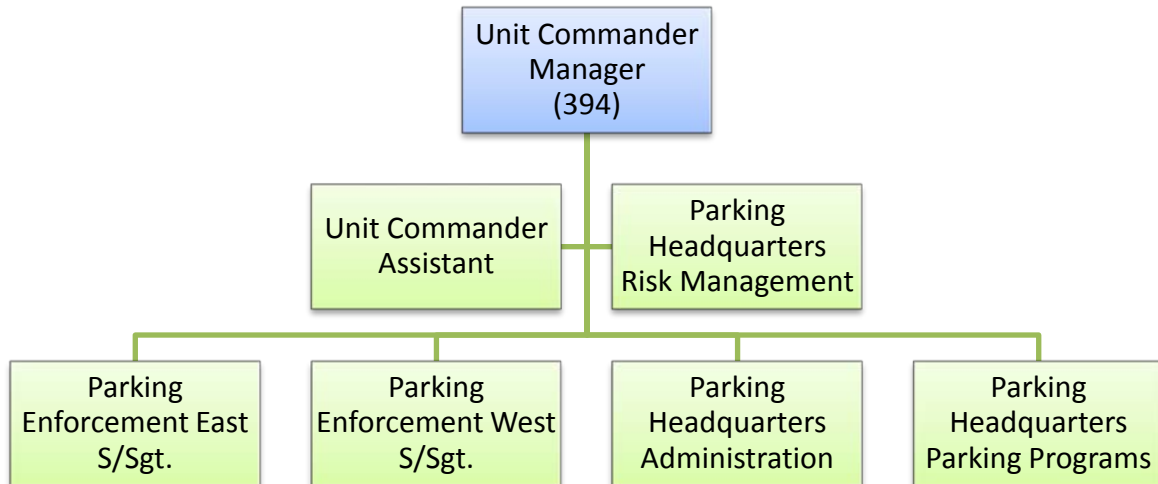 Unit Commander
Manager
(394)
Unit Commander
Assistant
Parking
Headquarters
Risk Management
Parking
Enforcement East
S/Sgt.
Parking
Enforcement West
S/Sgt.
Parking
Headquarters
Administration
Parking
Headquarters
Parking Programs